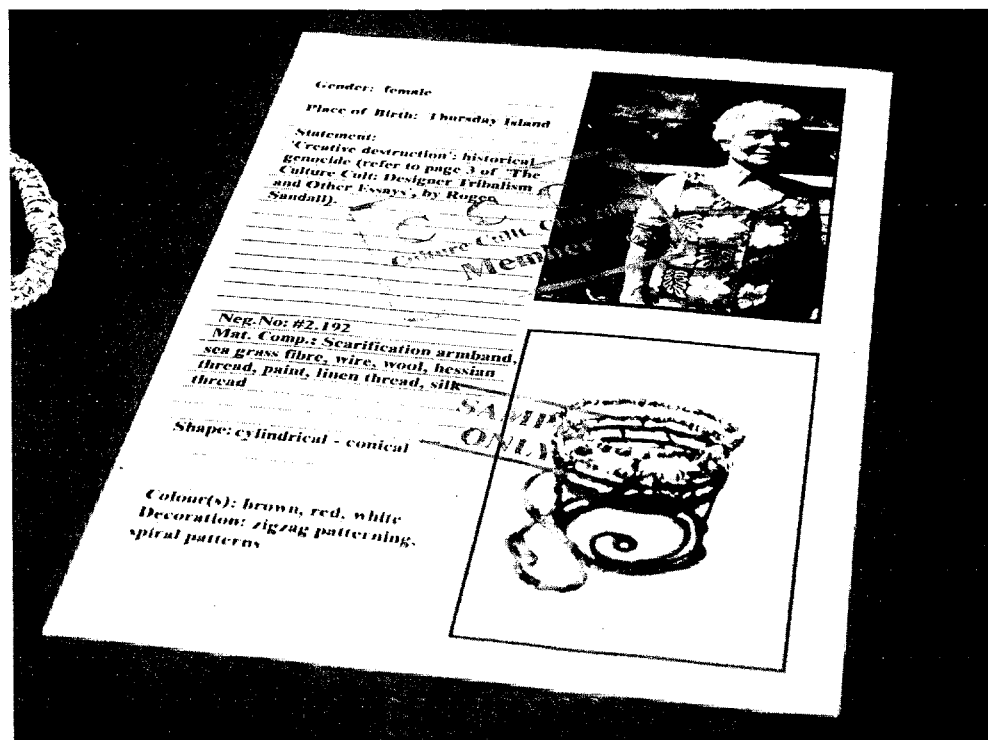 Gender: female
Place of Birth: Thursday Island
Statement:
'Creative destruction': historical
genocide (refer to page 3 of 'The
Culture Cult: Designer Tribalism
and Other Essays', by Roger
Sandall).
C C C
Culture Cult
Member
Neg.No: #2.192
Mat. Comp.: Scarification armband,
sea grass fibre, wire, wool, hessian
thread, paint, linen thread, silk
thread
SAMPLE
ONLY
Shape: cylindrical - conical
Colour(s): brown, red, white
Decoration: zigzag patterning,
spiral patterns